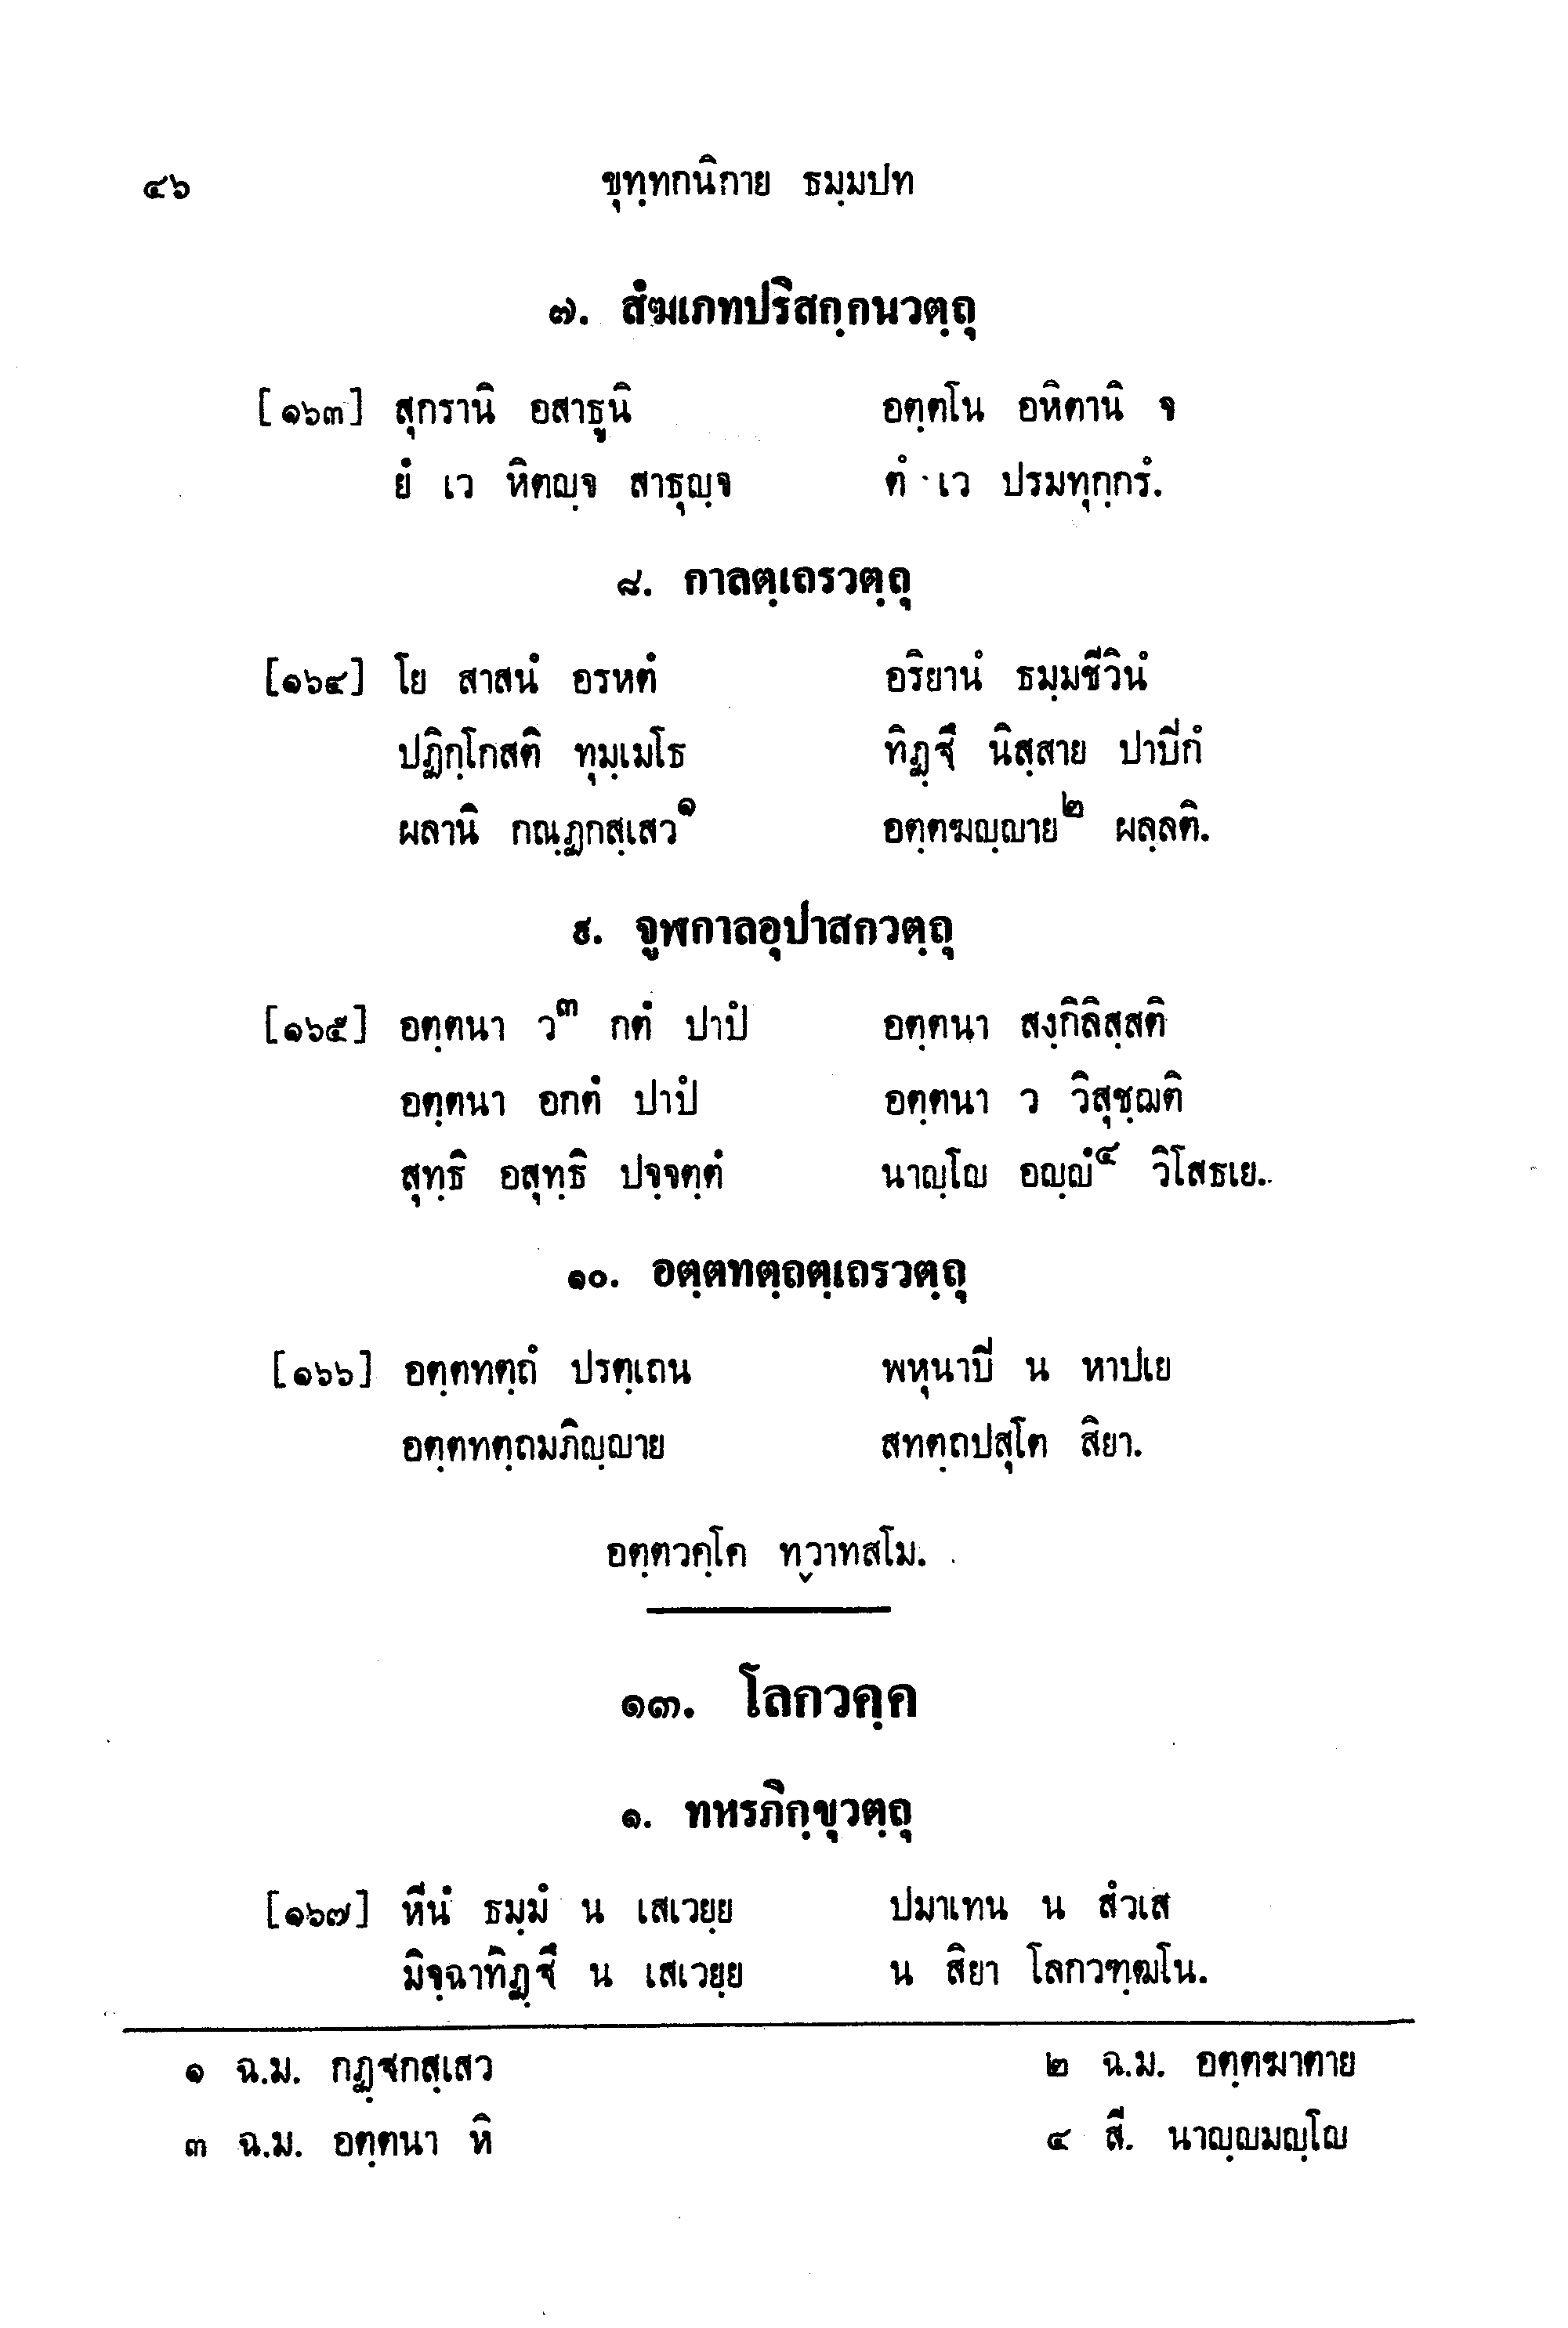 ๔๖ ขุทฺทกนิกาย ธมฺมปท
๗. สํฆเภทปริสกฺกนวตฺถุ
[๑๖๓] สุกรานิ อสาธูนิ อตฺตโน อหิตานิ จ
ยํ เว หิตญฺจ สาธุญฺจ ตํ เว ปรมทุกฺกรํ.
๘. กาลตฺเถรวตฺถุ
[๑๖๔] โย สาสนํ อรหตํ อริยานํ ธมฺมชีวินํ
ปฏิกฺโกสติ ทุมฺเมโธ ทิฏฺฐึ นิสฺสาย ปาปิกํ
ผลานิ กณฺฏกสฺเสว๑ อตฺตฆญฺญาย๒ ผลฺลติ.
๙. จูฬกาลอุปาสกวตฺถุ
[๑๖๕] อตฺตนา ว๓ กตํ ปาปํ อตฺตนา สงฺกิลิสฺสติ
อตฺตนา อกตํ ปาปํ อตฺตนา ว วิสุชฺฌติ
สุทฺธิ อสุทฺธิ ปจฺจตฺตํ นาญฺโญ อญฺญํ๔ วิโสธเย.
๑๐. อตฺตทตฺถตฺเถรวตฺถุ
[๑๖๖] อตฺตทตฺถํ ปรตฺเถน พหุนาปิ น หาปเย
อตฺตทตฺถมภิญฺญาย สทตฺถปสุโต สิยา.
อตฺตวคฺโค ทฺวาทสโม.
๑๓. โลกวคฺค
๑. ทหรภิกฺขุวตฺถุ
[๑๖๗] หีนํ ธมฺมํ น เสเวยฺย ปมาเทน น สํวเส
มิจฺฉาทิฏฺฐึ น เสเวยฺย น สิยา โลกวฑฺฒโน.
๑ ฉ.ม. กฏฺฐกสฺเสว ๒ ฉ.ม. อตฺตฆาตาย
๓ ฉ.ม. อตฺตนา หิ ๔ สี. นาญฺญมญฺโญ